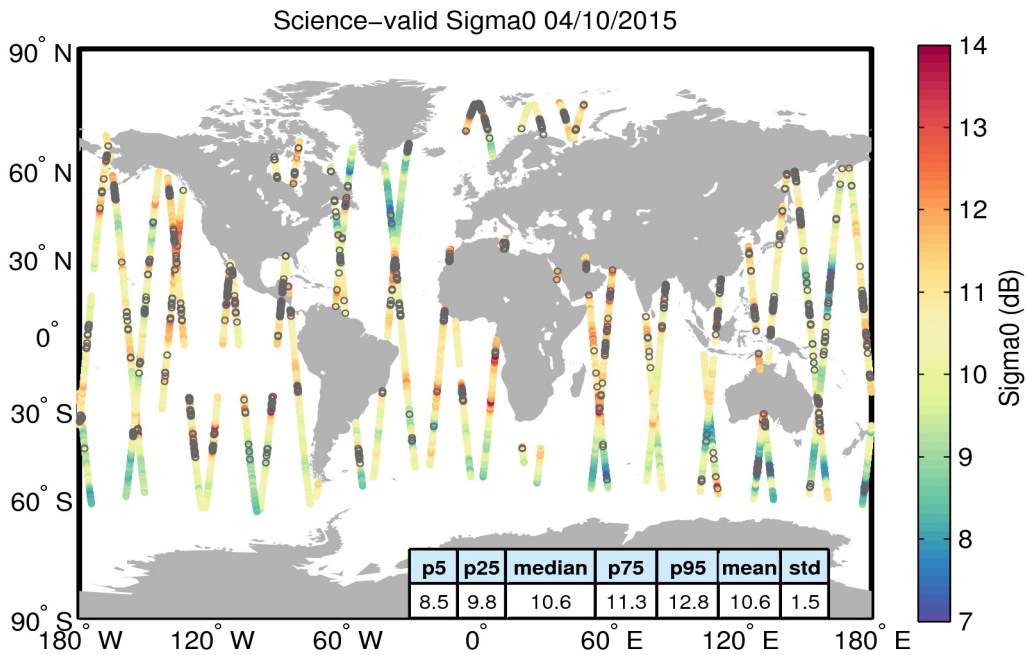 Science−valid Sigma0 04/10/2015
90° N
60° N
30° N
0°
30° S
60° S
90° S
180° W
120° W
60° W
0°
60° E
120° E
180° E
p5 p25 median p75 p95 mean std
8.5 9.8 10.6 11.3 12.8 10.6 1.5
14
13
12
11
10
9
8
7
Sigma0 (dB)